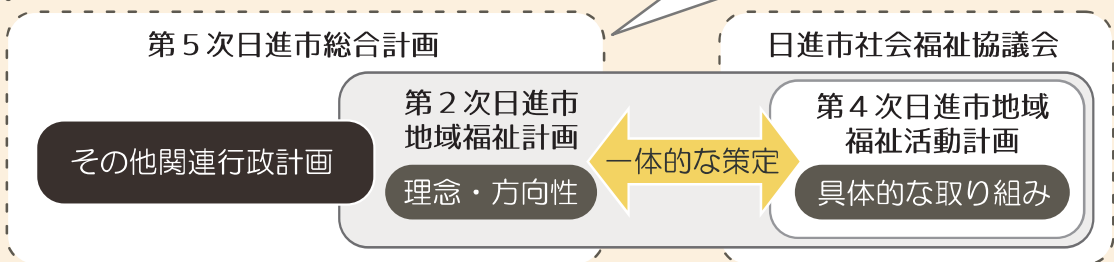 第5次日進市総合計画
日進市社会福祉協議会
第2次日進市
地域福祉計画
第4次日進市地域
福祉活動計画
その他関連行政計画
一体的な策定
理念・方向性
具体的な取り組み